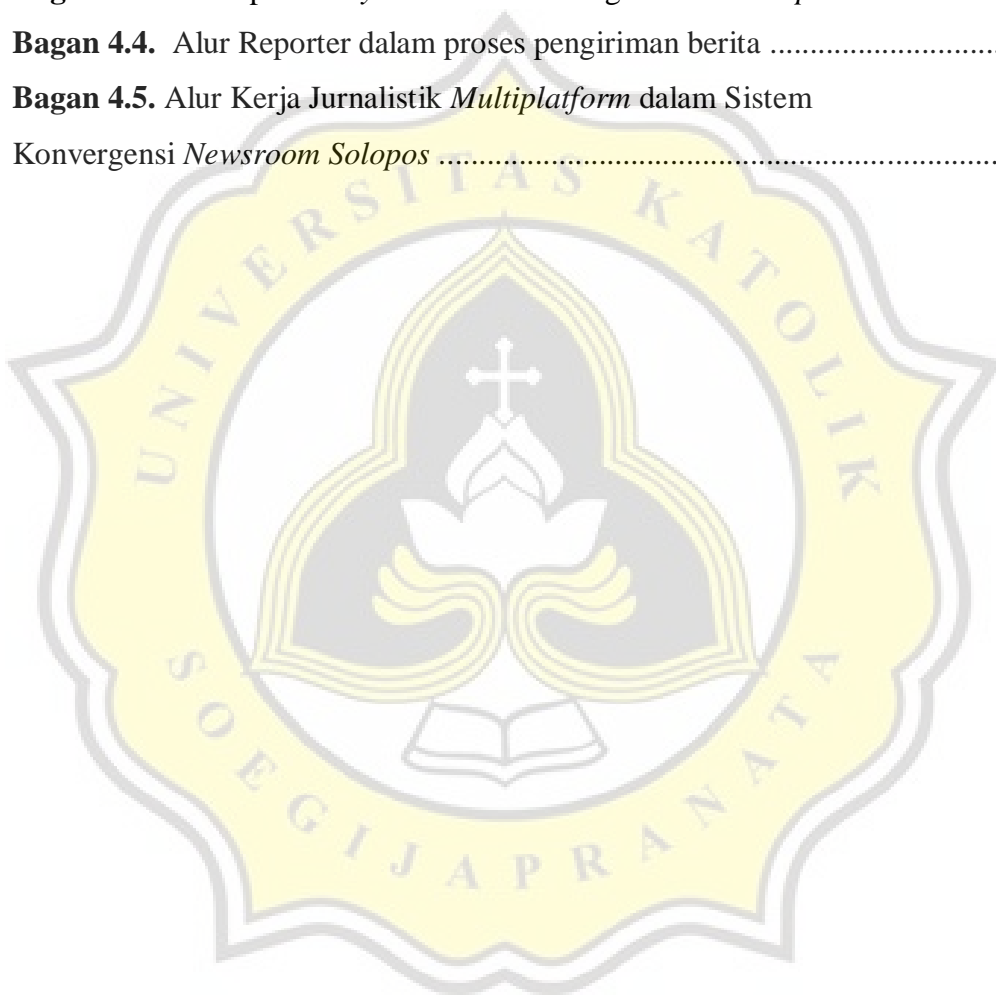 Bagan 4.4. Alur Reporter dalam proses pengiriman berita ............................
Bagan 4.5. Alur Kerja Jurnalistik Multiplatform dalam Sistem
Konvergensi Newsroom Solopos .....................................................................
UNIVERSITAS KATOLIK
SOEGIJAPRANATA